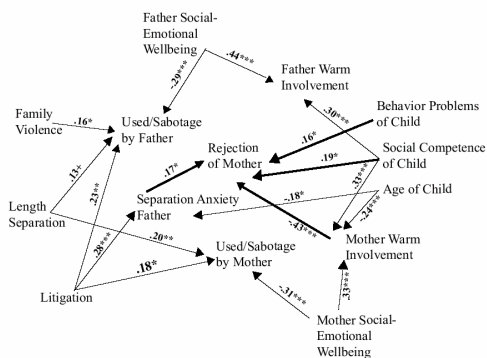 Father Social-
Emotional
Wellbeing
.44***
-.29***
Father Warm
Involvement
Family
Violence
.16*
Used/Sabotage
by Father
.30***
Behavior Problems
of Child
.16*
Rejection
of Mother
Social Competence
of Child
.19*
.13+
.17*
.33***
.23**
Separation Anxiety
Father
-.18*
Age of Child
-.24***
Length
Separation
.28***
.20**
-.43***
Used/Sabotage
by Mother
Mother Warm
Involvement
.18*
Litigation
-.31***
.33***
Mother Social-
Emotional
Wellbeing